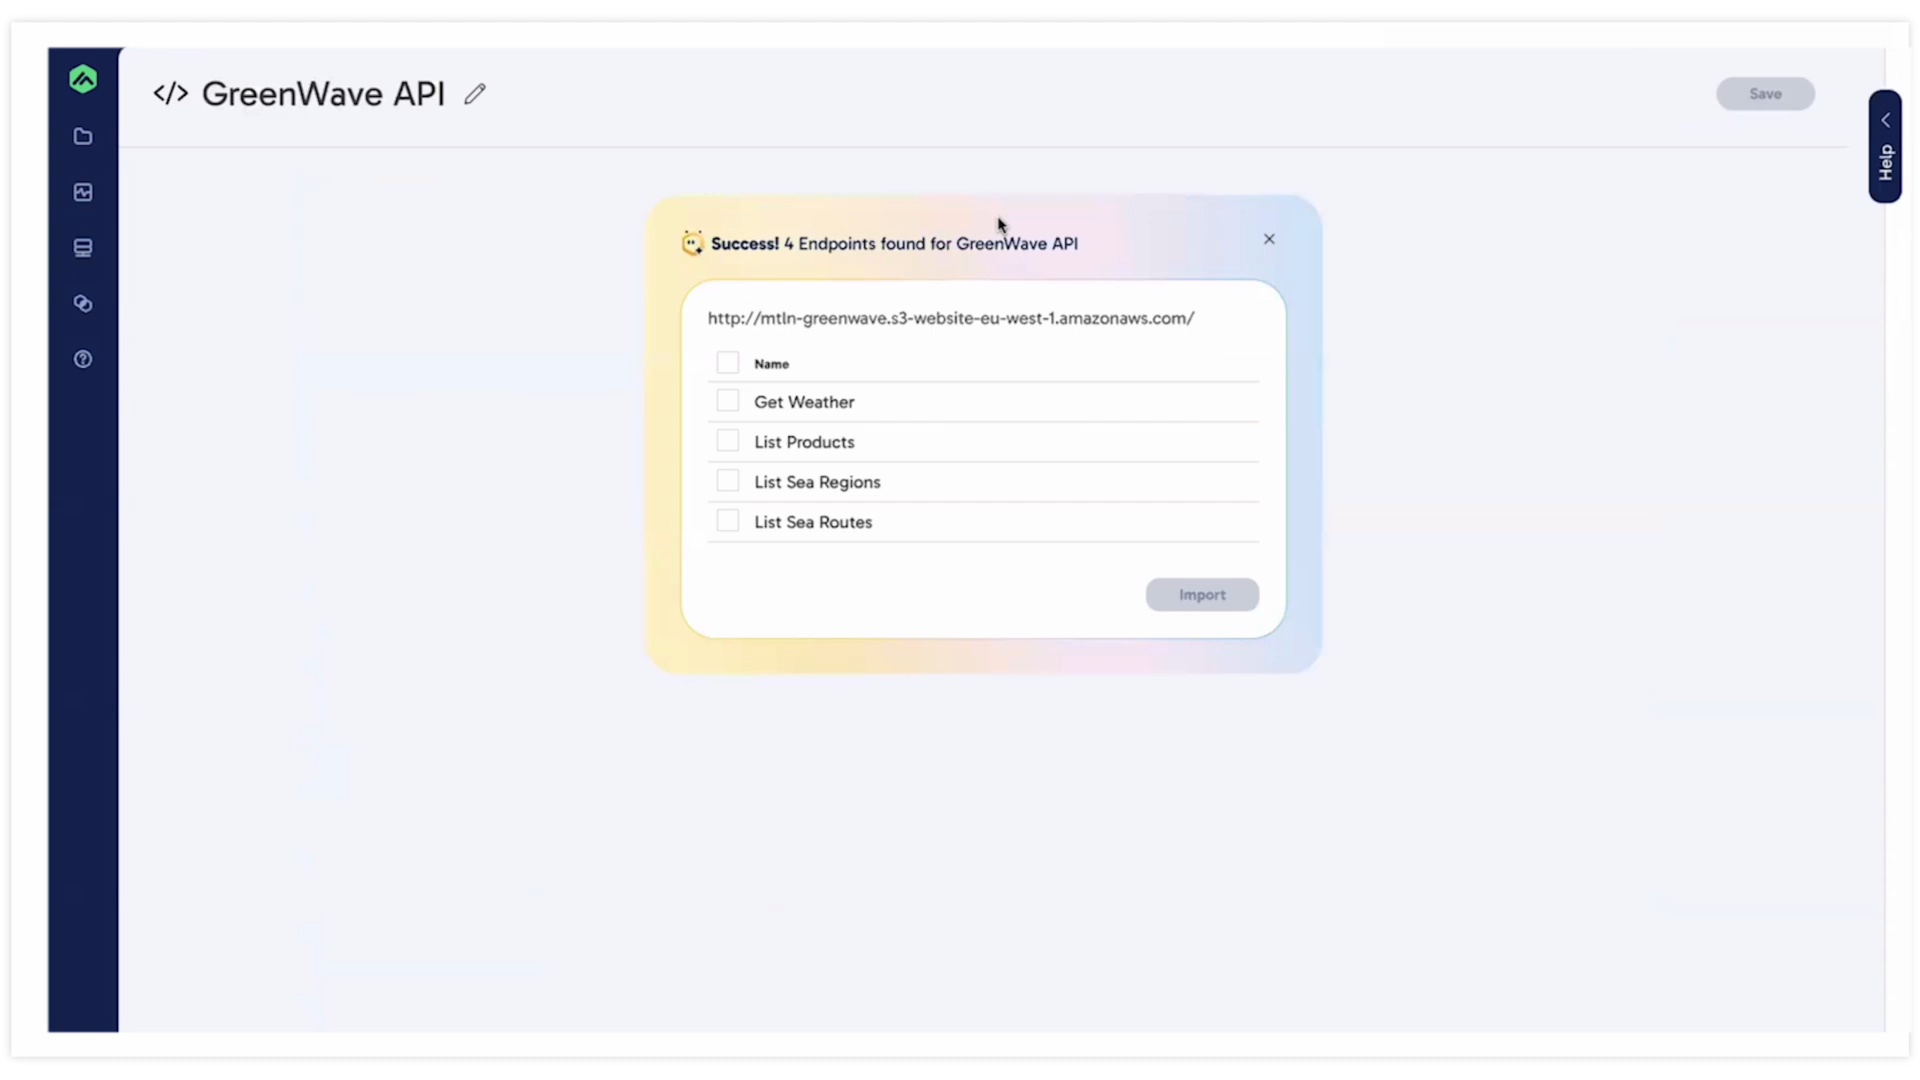 </> GreenWave API
Save
Help
Success! 4 Endpoints found for GreenWave API
http://mtln-greenwave.s3-website-eu-west-1.amazonaws.com/
Name
Get Weather
List Products
List Sea Regions
List Sea Routes
Import